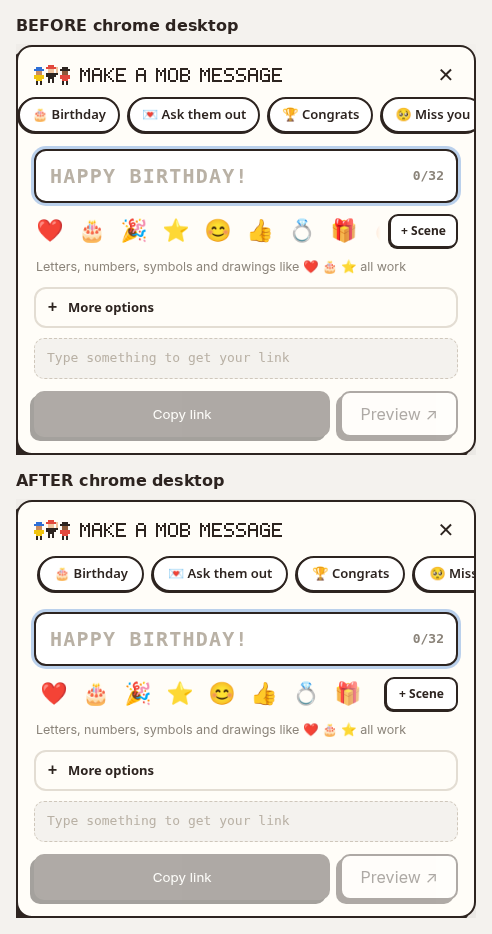 BEFORE chrome desktop
MAKE A MOB MESSAGE ✕
🎂 Birthday 💌 Ask them out 🏆 Congrats 🥺 Miss you
HAPPY BIRTHDAY! 0/32
❤️ 🎂 🎉 ⭐ 😊 👍 💍 🎁 + Scene
Letters, numbers, symbols and drawings like ❤️ 🎂 ⭐ all work
+ More options
Type something to get your link
Copy link Preview ↗
AFTER chrome desktop
MAKE A MOB MESSAGE ✕
🎂 Birthday 💌 Ask them out 🏆 Congrats 🥺 Miss
HAPPY BIRTHDAY! 0/32
❤️ 🎂 🎉 ⭐ 😊 👍 💍 🎁 + Scene
Letters, numbers, symbols and drawings like ❤️ 🎂 ⭐ all work
+ More options
Type something to get your link
Copy link Preview ↗